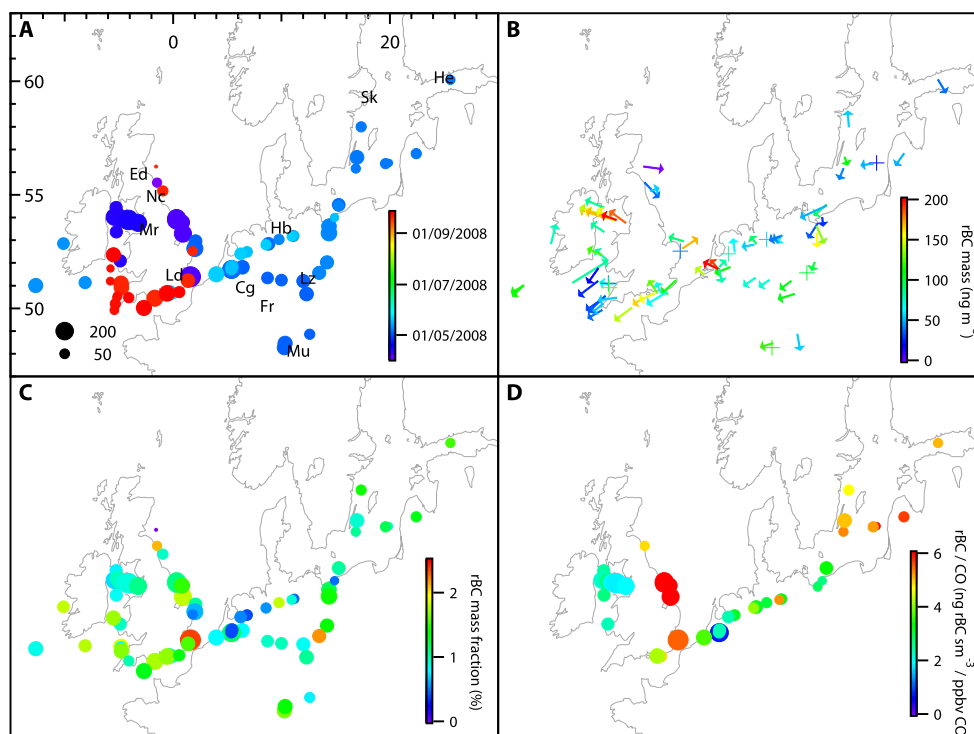 A
0
20
60
55
50
He
Sk
Ed
Nc
Mr
Hb
Ld
Cg
Lz
Fr
Mu
01/09/2008
01/07/2008
01/05/2008
200
50
B
200
150
100
50
0
rBC mass (ng m⁻³)
C
2
1
0
rBC mass fraction (%)
D
6
4
2
0
rBC / CO (ng rBC sm⁻³ / ppbv CO)